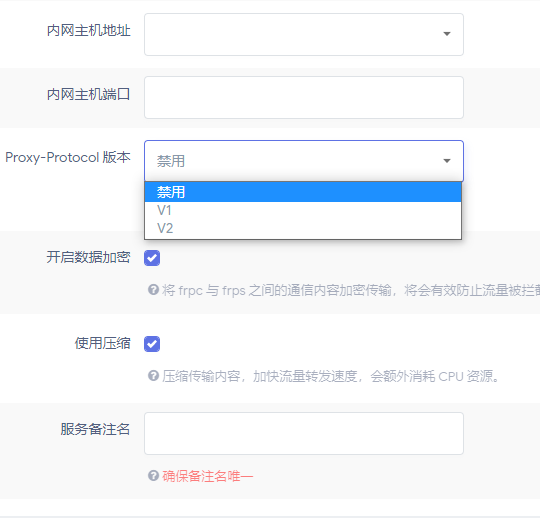 内网主机地址
内网主机端口
Proxy-Protocol 版本
禁用
禁用
V1
V2
开启数据加密
将 frpc 与 frps 之间的通信内容加密传输，将会有效防止流量被拦截
使用压缩
压缩传输内容，加快流量转发速度，会额外消耗 CPU 资源。
服务备注名
确保备注名唯一